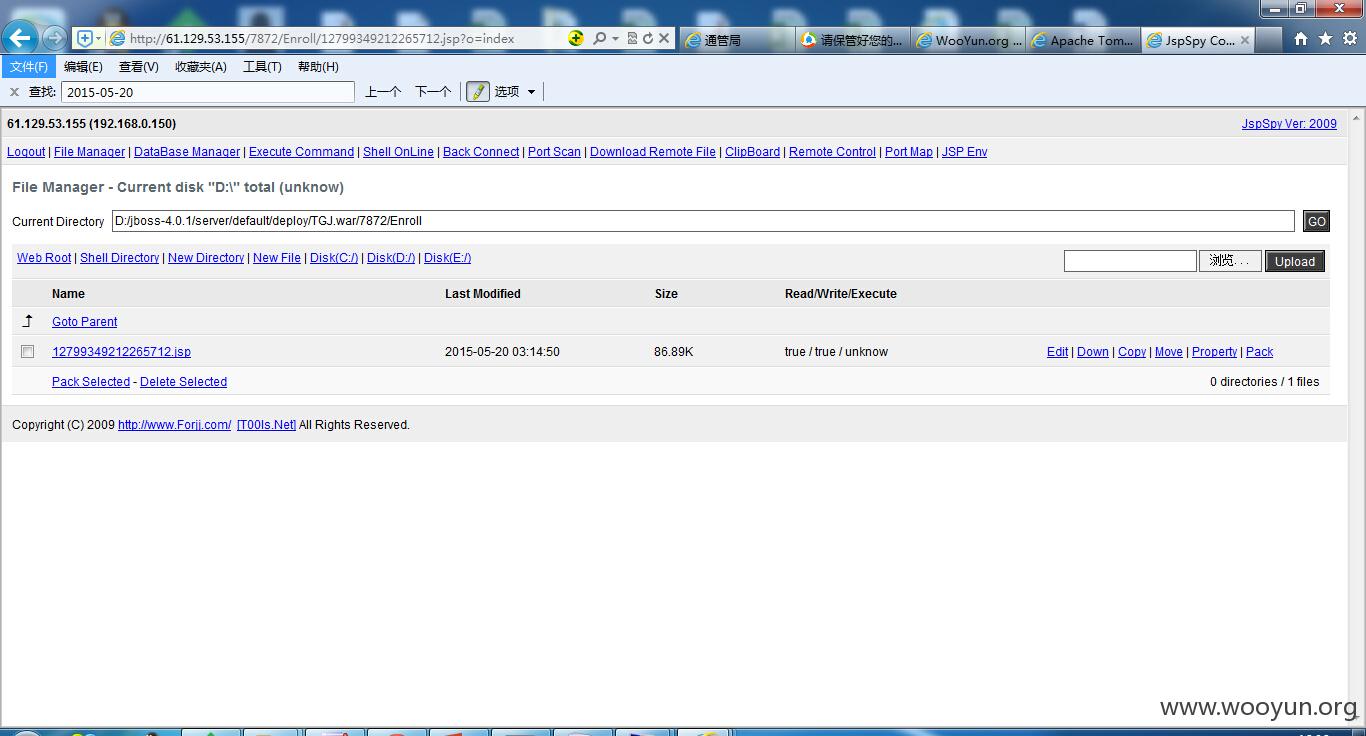 http://61.129.53.155/7872/Enroll/12799349212265712.jsp?o=index 通管局 请保管好您的... WooYun.org ... Apache Tom... JspSpy Co...
文件(F) 编辑(E) 查看(V) 收藏夹(A) 工具(T) 帮助(H)
查找: 2015-05-20 上一个 下一个 选项
61.129.53.155 (192.168.0.150) JspSpy Ver: 2009
Logout | File Manager | DataBase Manager | Execute Command | Shell OnLine | Back Connect | Port Scan | Download Remote File | ClipBoard | Remote Control | Port Map | JSP Env
File Manager - Current disk "D:\" total (unknow)
Current Directory D:/jboss-4.0.1/server/default/deploy/TGJ.war/7872/Enroll GO
Web Root | Shell Directory | New Directory | New File | Disk(C:/) | Disk(D:/) | Disk(E:/) 浏览... Upload
Name Last Modified Size Read/Write/Execute
Goto Parent
12799349212265712.jsp 2015-05-20 03:14:50 86.89K true / true / unknow Edit | Down | Copy | Move | Property | Pack
Pack Selected - Delete Selected 0 directories / 1 files
Copyright (C) 2009 http://www.Forjj.com/ [T00ls.Net] All Rights Reserved.
www.wooyun.org